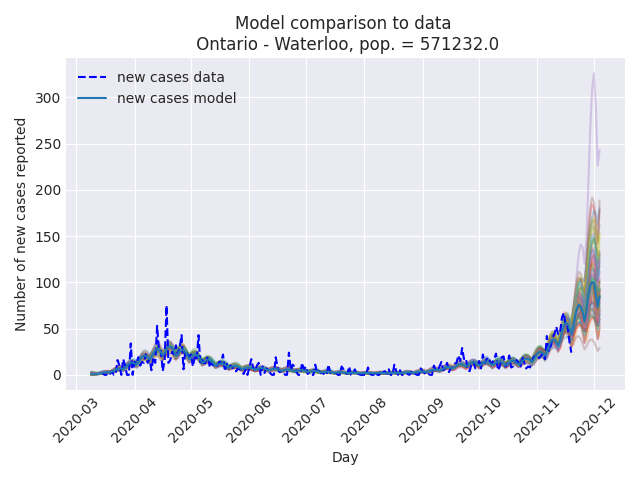 Model comparison to data
Ontario - Waterloo, pop. = 571232.0
new cases data
new cases model
Number of new cases reported
300
250
200
150
100
50
0
2020-03
2020-04
2020-05
2020-06
2020-07
2020-08
2020-09
2020-10
2020-11
2020-12
Day